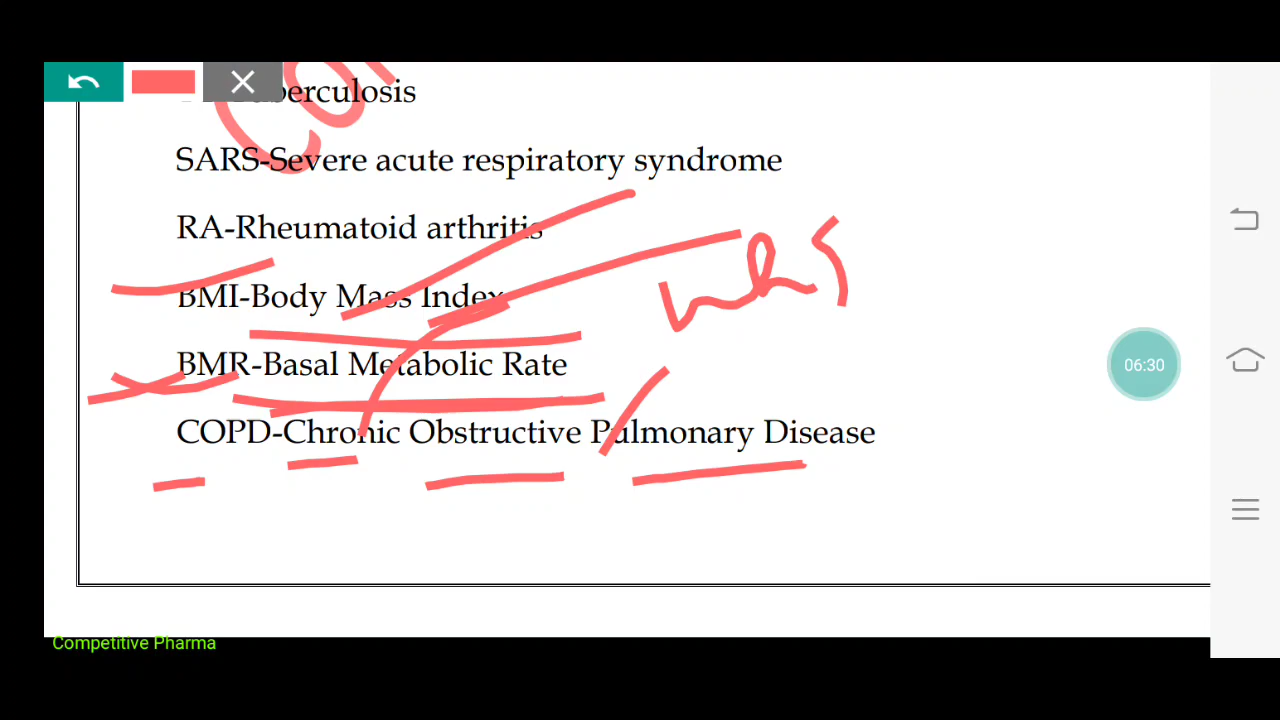 Tuberculosis
SARS-Severe acute respiratory syndrome
RA-Rheumatoid arthritis
BMI-Body Mass Index
BMR-Basal Metabolic Rate
06:30
COPD-Chronic Obstructive Pulmonary Disease
Competitive Pharma